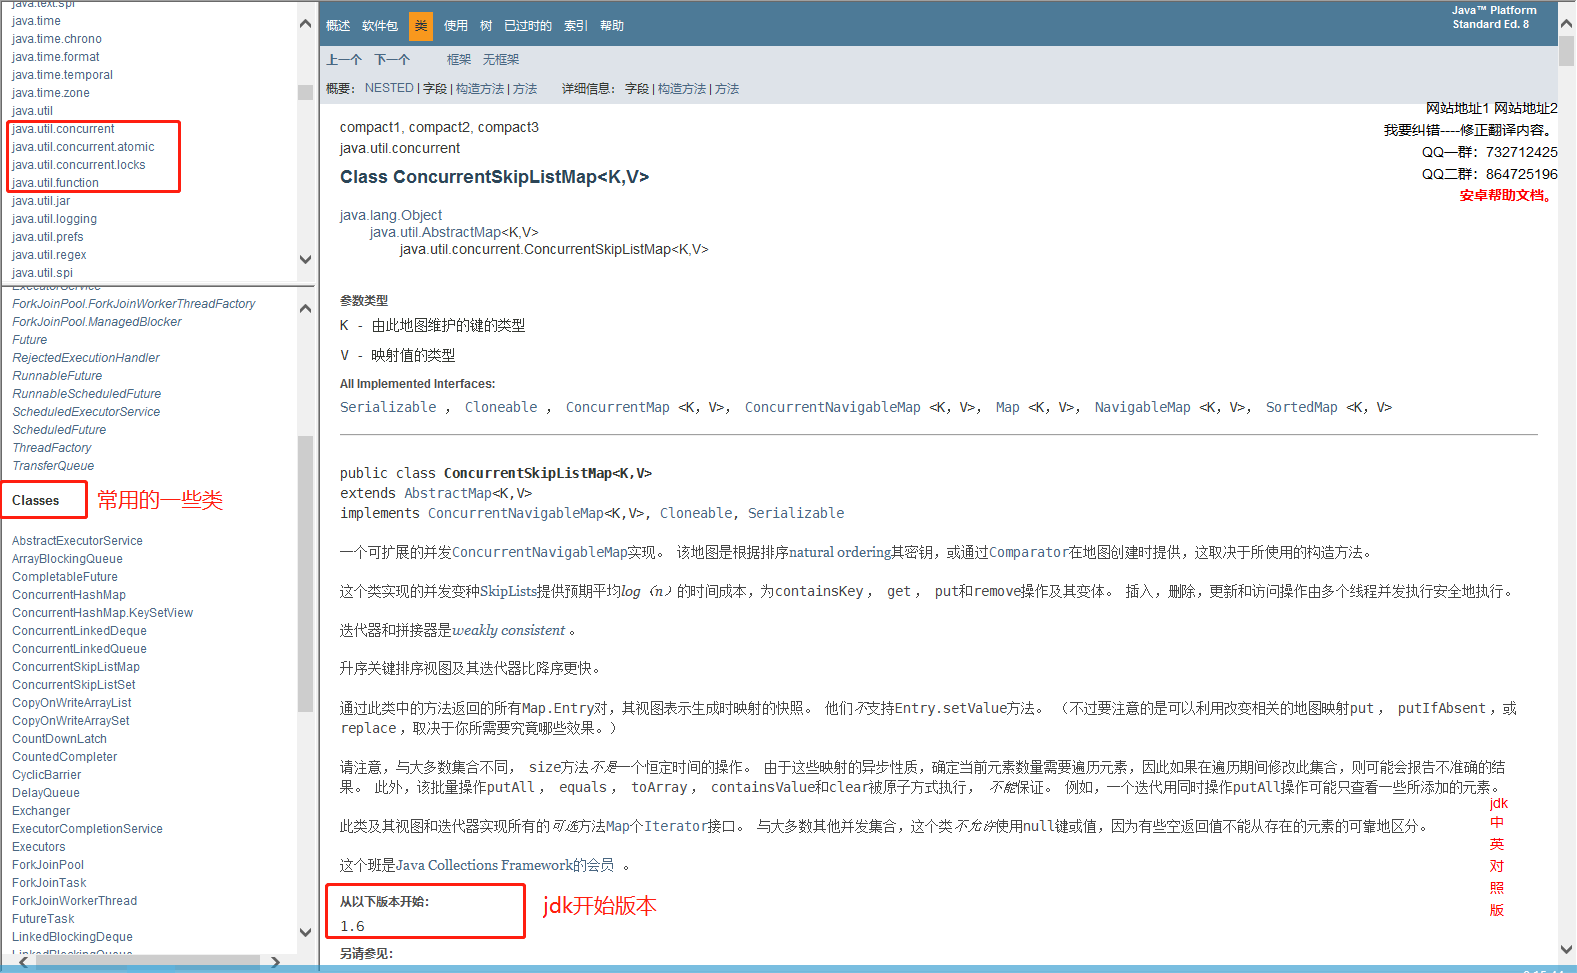 java.text.spi
java.time
java.time.chrono
java.time.format
java.time.temporal
java.time.zone
java.util
java.util.concurrent
java.util.concurrent.atomic
java.util.concurrent.locks
java.util.function
java.util.jar
java.util.logging
java.util.prefs
java.util.regex
java.util.spi
ExecutorService
ForkJoinPool.ForkJoinWorkerThreadFactory
ForkJoinPool.ManagedBlocker
Future
RejectedExecutionHandler
RunnableFuture
RunnableScheduledFuture
ScheduledExecutorService
ScheduledFuture
ThreadFactory
TransferQueue
Classes 常用的一些类
AbstractExecutorService
ArrayBlockingQueue
CompletableFuture
ConcurrentHashMap
ConcurrentHashMap.KeySetView
ConcurrentLinkedDeque
ConcurrentLinkedQueue
ConcurrentSkipListMap
ConcurrentSkipListSet
CopyOnWriteArrayList
CopyOnWriteArraySet
CountDownLatch
CountedCompleter
CyclicBarrier
DelayQueue
Exchanger
ExecutorCompletionService
Executors
ForkJoinPool
ForkJoinTask
ForkJoinWorkerThread
FutureTask
LinkedBlockingDeque
LinkedBlockingQueue
概述 软件包 类 使用 树 已过时的 索引 帮助
Java™ Platform
Standard Ed. 8
上一个 下一个 框架 无框架
概要： NESTED | 字段 | 构造方法 | 方法 详细信息： 字段 | 构造方法 | 方法
网站地址1 网站地址2
我要纠错----修正翻译内容。
QQ一群：732712425
QQ二群：864725196
安卓帮助文档。
compact1, compact2, compact3
java.util.concurrent
Class ConcurrentSkipListMap<K,V>
java.lang.Object
java.util.AbstractMap<K,V>
java.util.concurrent.ConcurrentSkipListMap<K,V>
参数类型
K - 由此地图维护的键的类型
V - 映射值的类型
All Implemented Interfaces:
Serializable ， Cloneable ， ConcurrentMap <K，V>， ConcurrentNavigableMap <K，V>， Map <K，V>， NavigableMap <K，V>， SortedMap <K，V>
public class ConcurrentSkipListMap<K,V>
extends AbstractMap<K,V>
implements ConcurrentNavigableMap<K,V>, Cloneable, Serializable
一个可扩展的并发ConcurrentNavigableMap实现。 该地图是根据排序natural ordering其密钥，或通过Comparator在地图创建时提供，这取决于所使用的构造方法。
这个类实现的并发变种SkipLists提供预期平均log（n）的时间成本，为containsKey ， get ， put和remove操作及其变体。 插入，删除，更新和访问操作由多个线程并发执行安全地执行。
迭代器和拼接器是weakly consistent 。
升序关键排序视图及其迭代器比降序更快。
通过此类中的方法返回的所有Map.Entry对，其视图表示生成时映射的快照。 他们不支持Entry.setValue方法。 （不过要注意的是可以利用改变相关的地图映射put ， putIfAbsent ，或
replace ，取决于你所需要究竟哪些效果。）
请注意，与大多数集合不同， size方法不是一个恒定时间的操作。 由于这些映射的异步性质，确定当前元素数量需要遍历元素，因此如果在遍历期间修改此集合，则可能会报告不准确的结
果。 此外，该批量操作putAll ， equals ， toArray ， containsValue和clear被原子方式执行， 不能保证。 例如，一个迭代用同时操作putAll操作可能只查看一些所添加的元素。
此类及其视图和迭代器实现所有的可选方法Map个Iterator接口。 与大多数其他并发集合，这个类不允许使用null键或值，因为有些空返回值不能从存在的元素的可靠地区分。
这个班是Java Collections Framework的会员 。
从以下版本开始：
1.6
jdk开始版本
另请参见：
jdk
中
英
对
照
版